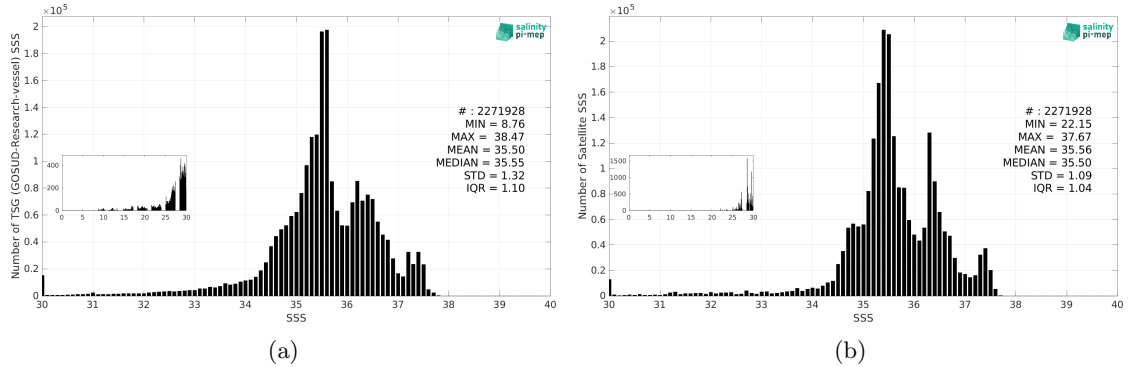 ×10⁵
2
1.8
1.6
1.4
1.2
1
0.8
0.6
0.4
0.2
0
Number of TSG (GOSUD-Research-vessel) SSS
salinity
pi-mep
# : 2271928
MIN = 8.76
MAX = 38.47
MEAN = 35.50
MEDIAN = 35.55
STD = 1.32
IQR = 1.10
400
200
0
0 5 10 15 20 25 30
30 31 32 33 34 35 36 37 38 39 40
SSS
(a)
×10⁵
2
1.8
1.6
1.4
1.2
1
0.8
0.6
0.4
0.2
0
Number of Satellite SSS
salinity
pi-mep
# : 2271928
MIN = 22.15
MAX = 37.67
MEAN = 35.56
MEDIAN = 35.50
STD = 1.09
IQR = 1.04
1500
1000
500
0
0 5 10 15 20 25 30
30 31 32 33 34 35 36 37 38 39 40
SSS
(b)